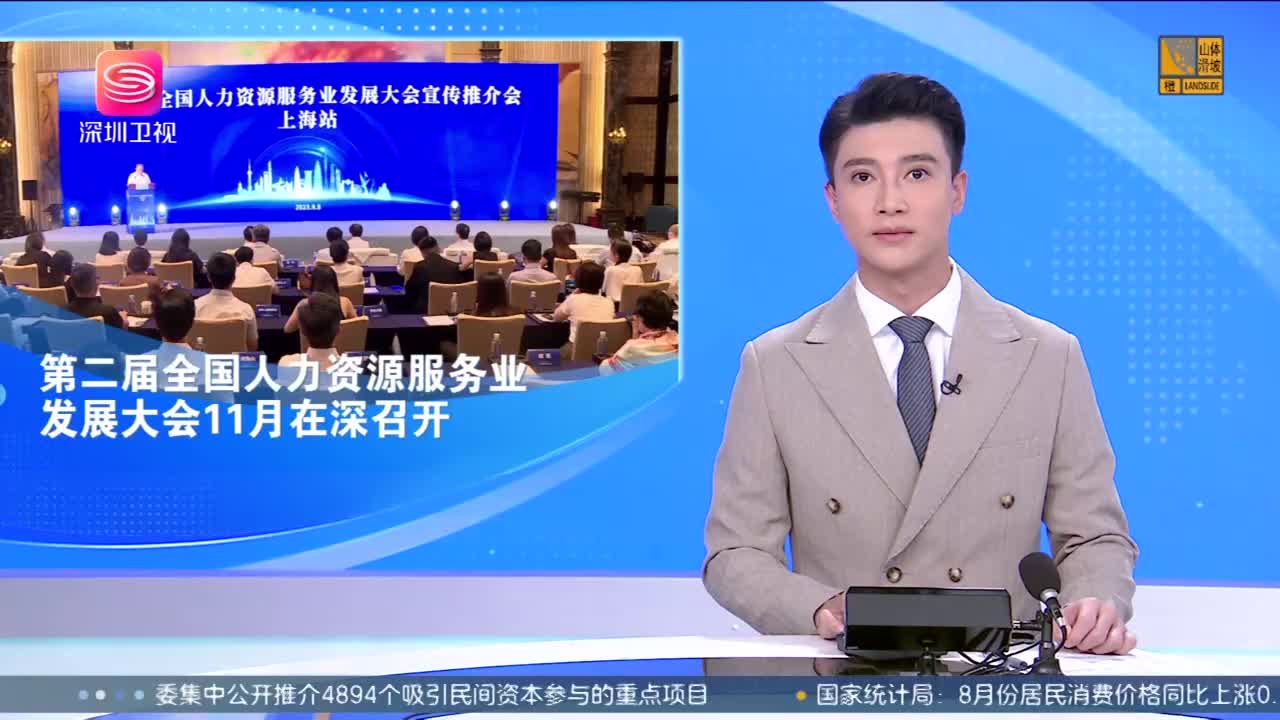 深圳卫视
全国人力资源服务业发展大会宣传推介会
上海站
2023.9.8
第二届全国人力资源服务业
发展大会11月在深召开
山体
滑坡
橙 LANDSLIDE
委集中公开推介4894个吸引民间资本参与的重点项目
国家统计局：8月份居民消费价格同比上涨0.